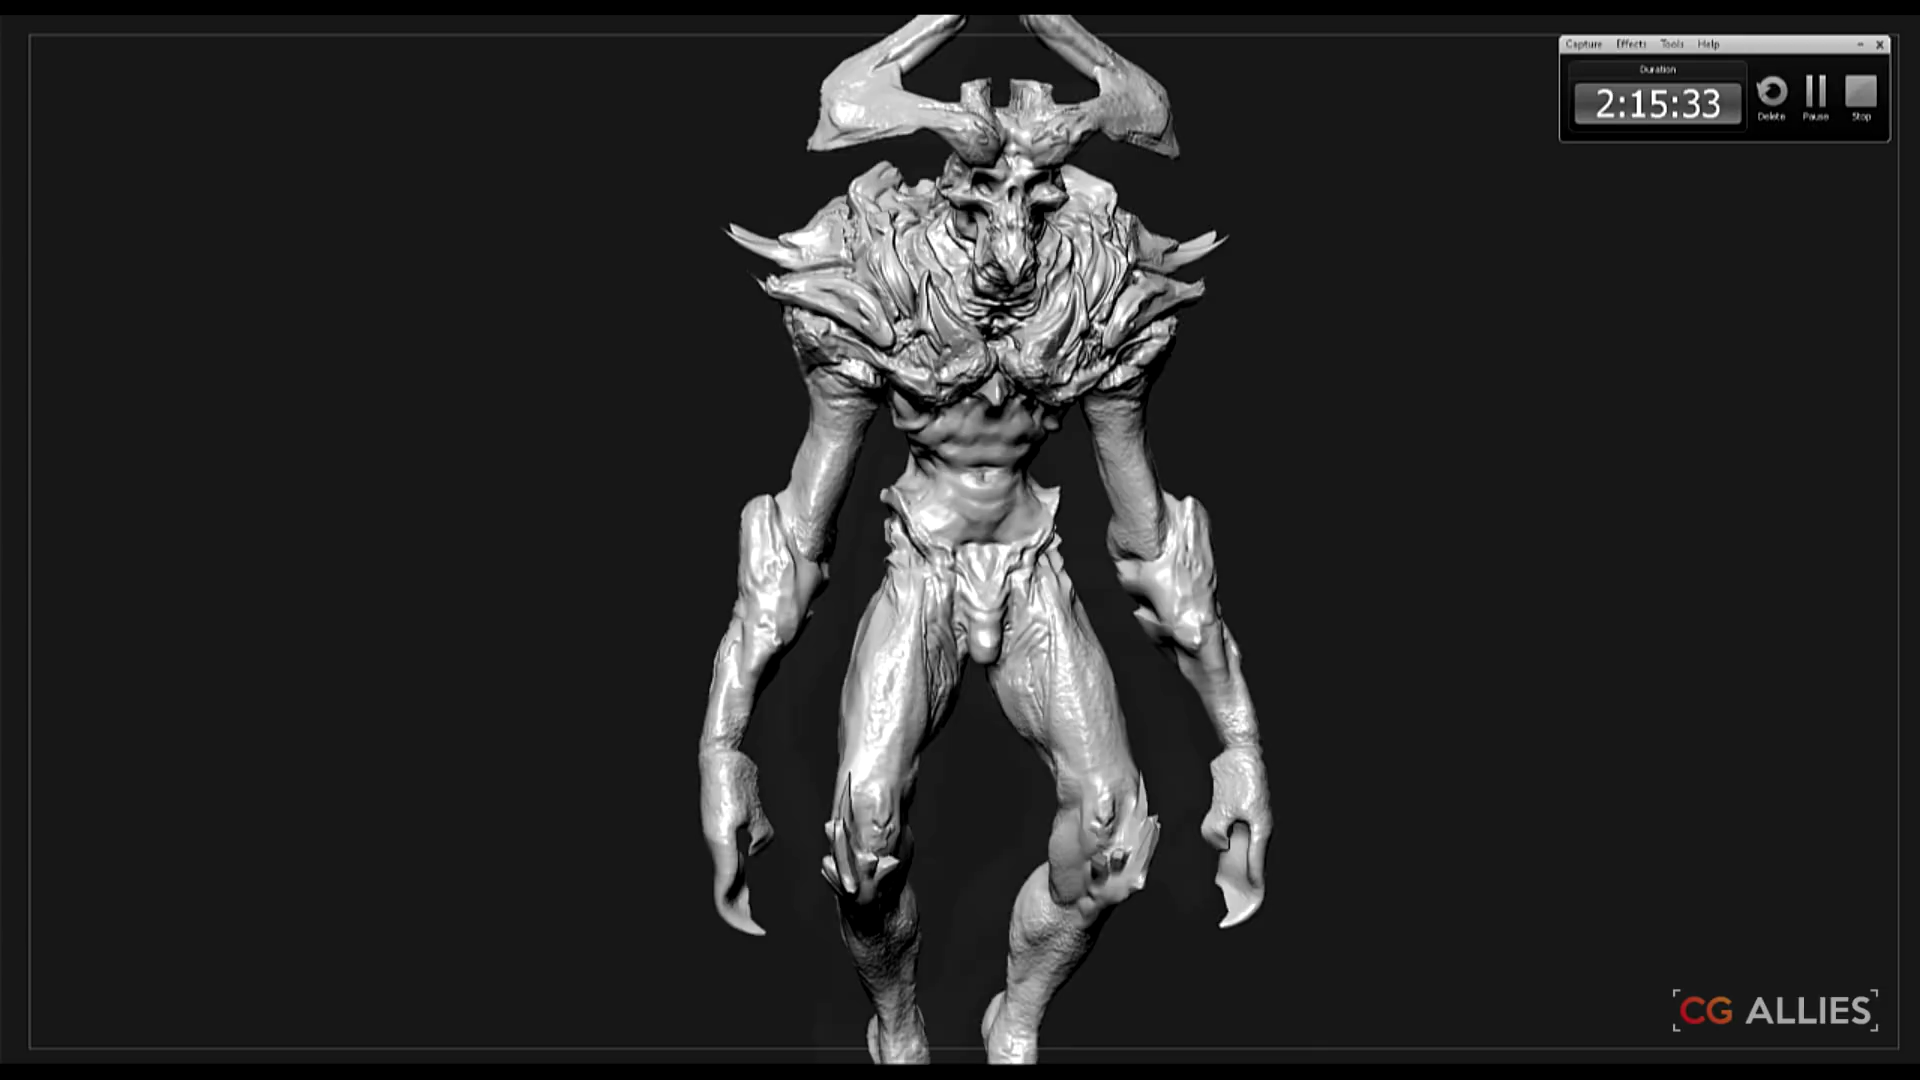 Capture Effects Tools Help
Duration
2:15:33
Delete Pause Stop
CG ALLIES